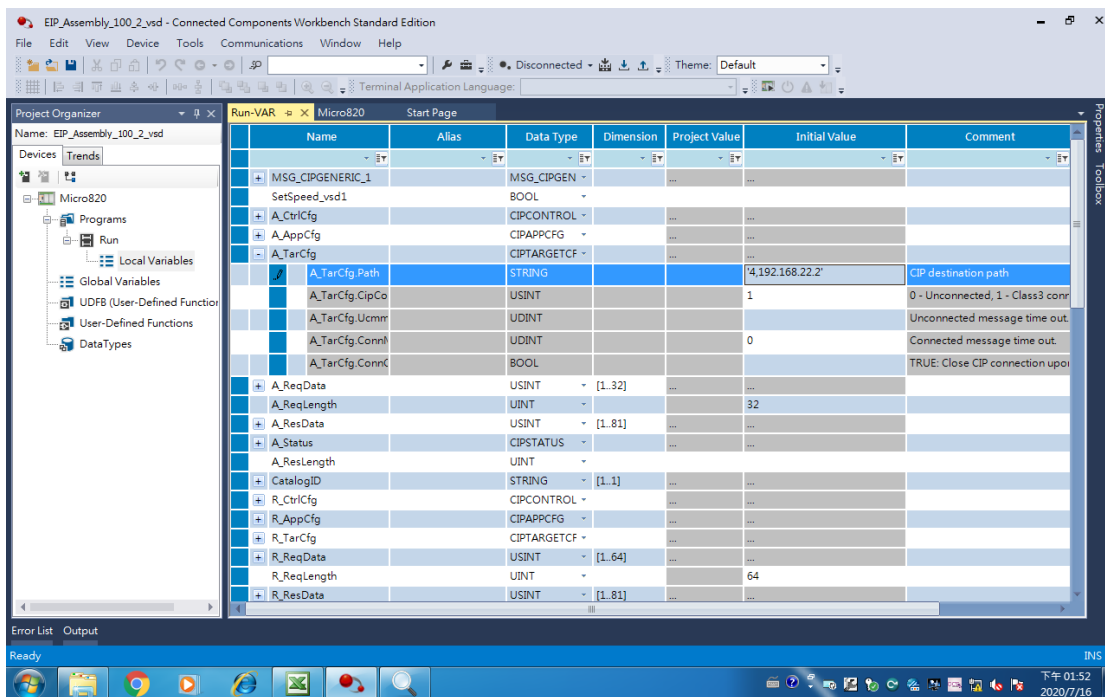 EIP_Assembly_100_2_vsd - Connected Components Workbench Standard Edition
File Edit View Device Tools Communications Window Help
Disconnected Theme: Default
Terminal Application Language:
Project Organizer
Name: EIP_Assembly_100_2_vsd
Devices Trends
Micro820
Programs
Run
Local Variables
Global Variables
UDFB (User-Defined Function
User-Defined Functions
DataTypes
Run-VAR Micro820 Start Page
Name Alias Data Type Dimension Project Value Initial Value Comment
MSG_CIPGENERIC_1 MSG_CIPGEN ... ...
SetSpeed_vsd1 BOOL
A_CtrlCfg CIPCONTROL ... ...
A_AppCfg CIPAPPCFG ... ...
A_TarCfg CIPTARGETCF ... ...
A_TarCfg.Path STRING '4,192.168.22.2' CIP destination path
A_TarCfg.CipCo USINT 1 0 - Unconnected, 1 - Class3 conr
A_TarCfg.Ucmm UDINT Unconnected message time out.
A_TarCfg.ConnM UDINT 0 Connected message time out.
A_TarCfg.ConnC BOOL TRUE: Close CIP connection upon
A_ReqData USINT [1..32] ... ...
A_ReqLength UINT 32
A_ResData USINT [1..81] ... ...
A_Status CIPSTATUS ... ...
A_ResLength UINT
CatalogID STRING [1..1] ... ...
R_CtrlCfg CIPCONTROL ... ...
R_AppCfg CIPAPPCFG ... ...
R_TarCfg CIPTARGETCF ... ...
R_ReqData USINT [1..64] ... ...
R_ReqLength UINT 64
R_ResData USINT [1..81] ... ...
Properties
Toolbox
Error List Output
Ready INS
下午 01:52
2020/7/16